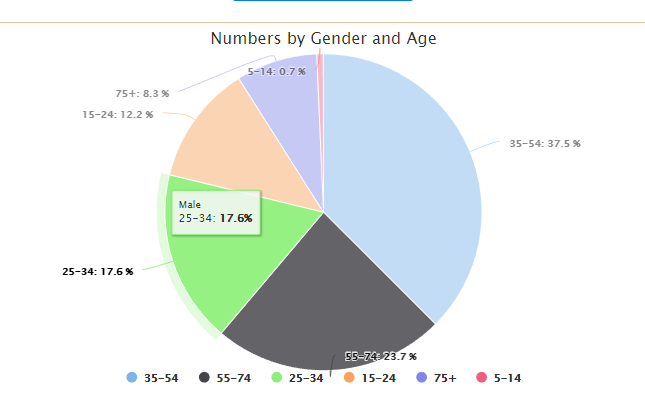 Numbers by Gender and Age
5-14: 0.7 %
75+: 8.3 %
15-24: 12.2 %
35-54: 37.5 %
Male
25-34: 17.6%
25-34: 17.6 %
55-74: 23.7 %
35-54 55-74 25-34 15-24 75+ 5-14